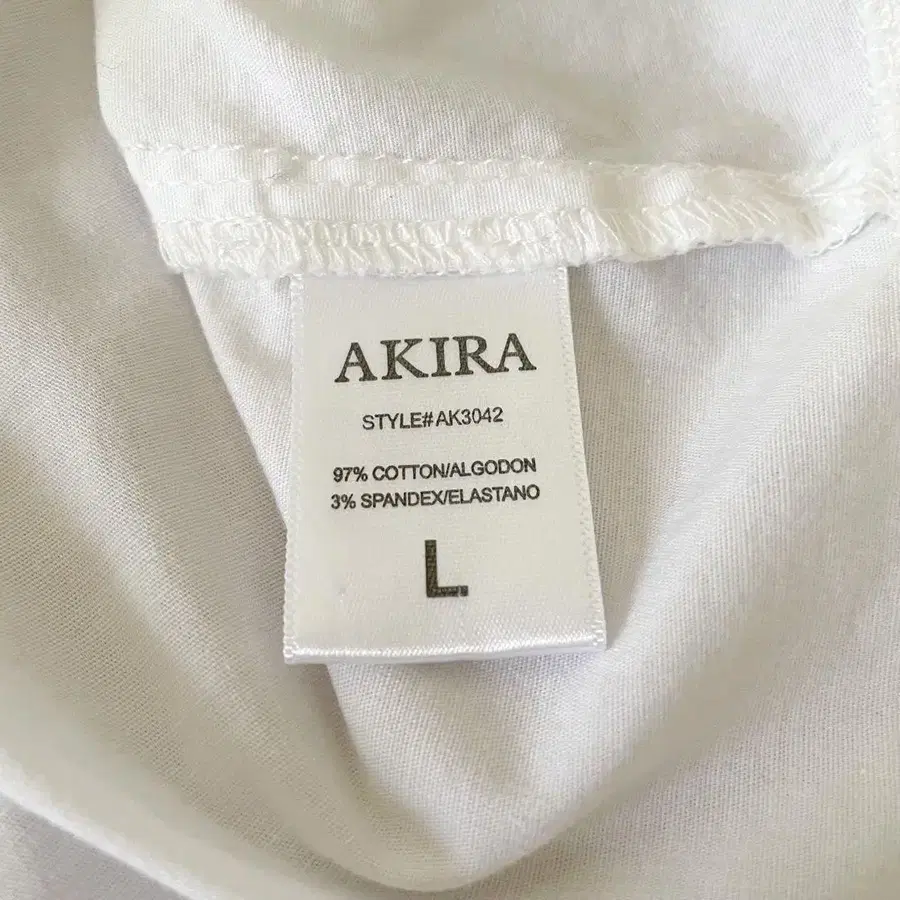 AKIRA
STYLE#AK3042
97% COTTON/ALGODON
3% SPANDEX/ELASTANO
L